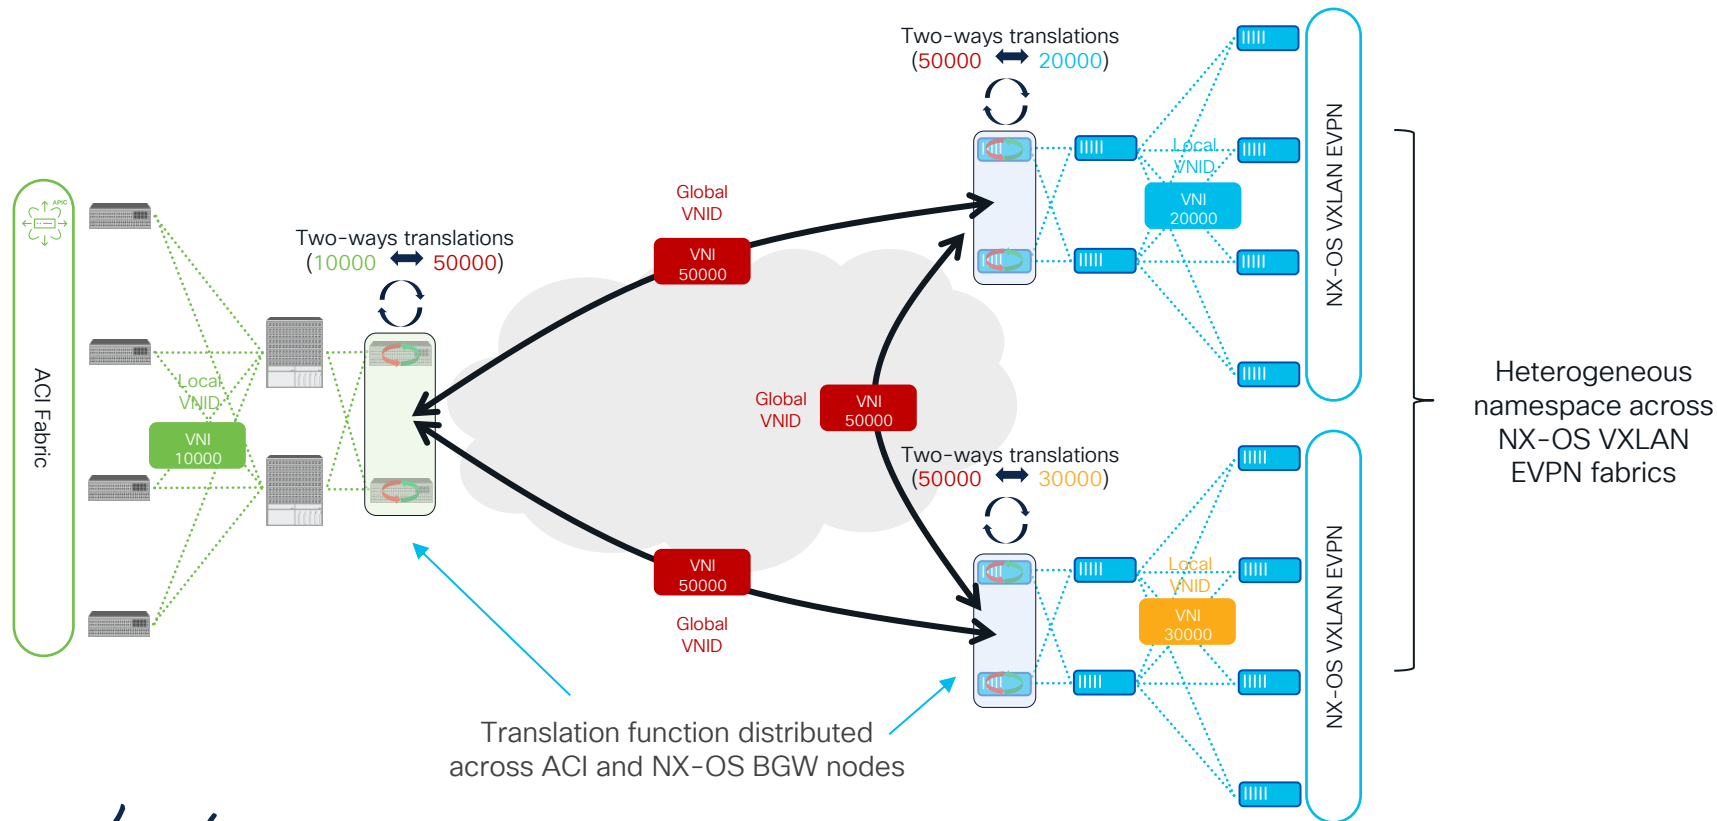 Two-ways translations
(50000 20000)
Local
VNID
VNI
20000
NX-OS VXLAN EVPN
Global
VNID
VNI
50000
APIC
ACI Fabric
Two-ways translations
(10000 50000)
Local
VNID
VNI
10000
Global
VNID
VNI
50000
Two-ways translations
(50000 30000)
Local
VNID
VNI
30000
NX-OS VXLAN EVPN
VNI
50000
Global
VNID
Heterogeneous
namespace across
NX-OS VXLAN
EVPN fabrics
Translation function distributed
across ACI and NX-OS BGW nodes